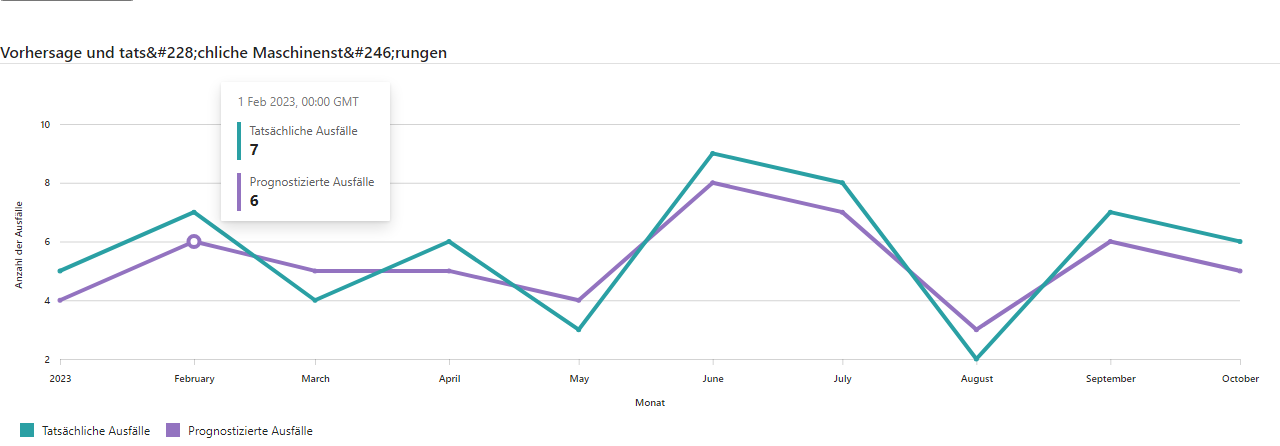 Vorhersage und tats&#228;chliche Maschinenst&#246;rungen
1 Feb 2023, 00:00 GMT
Tatsächliche Ausfälle
7
Prognostizierte Ausfälle
6
10
8
6
4
2
Anzahl der Ausfälle
2023 February March April May June July August September October
Monat
Tatsächliche Ausfälle Prognostizierte Ausfälle